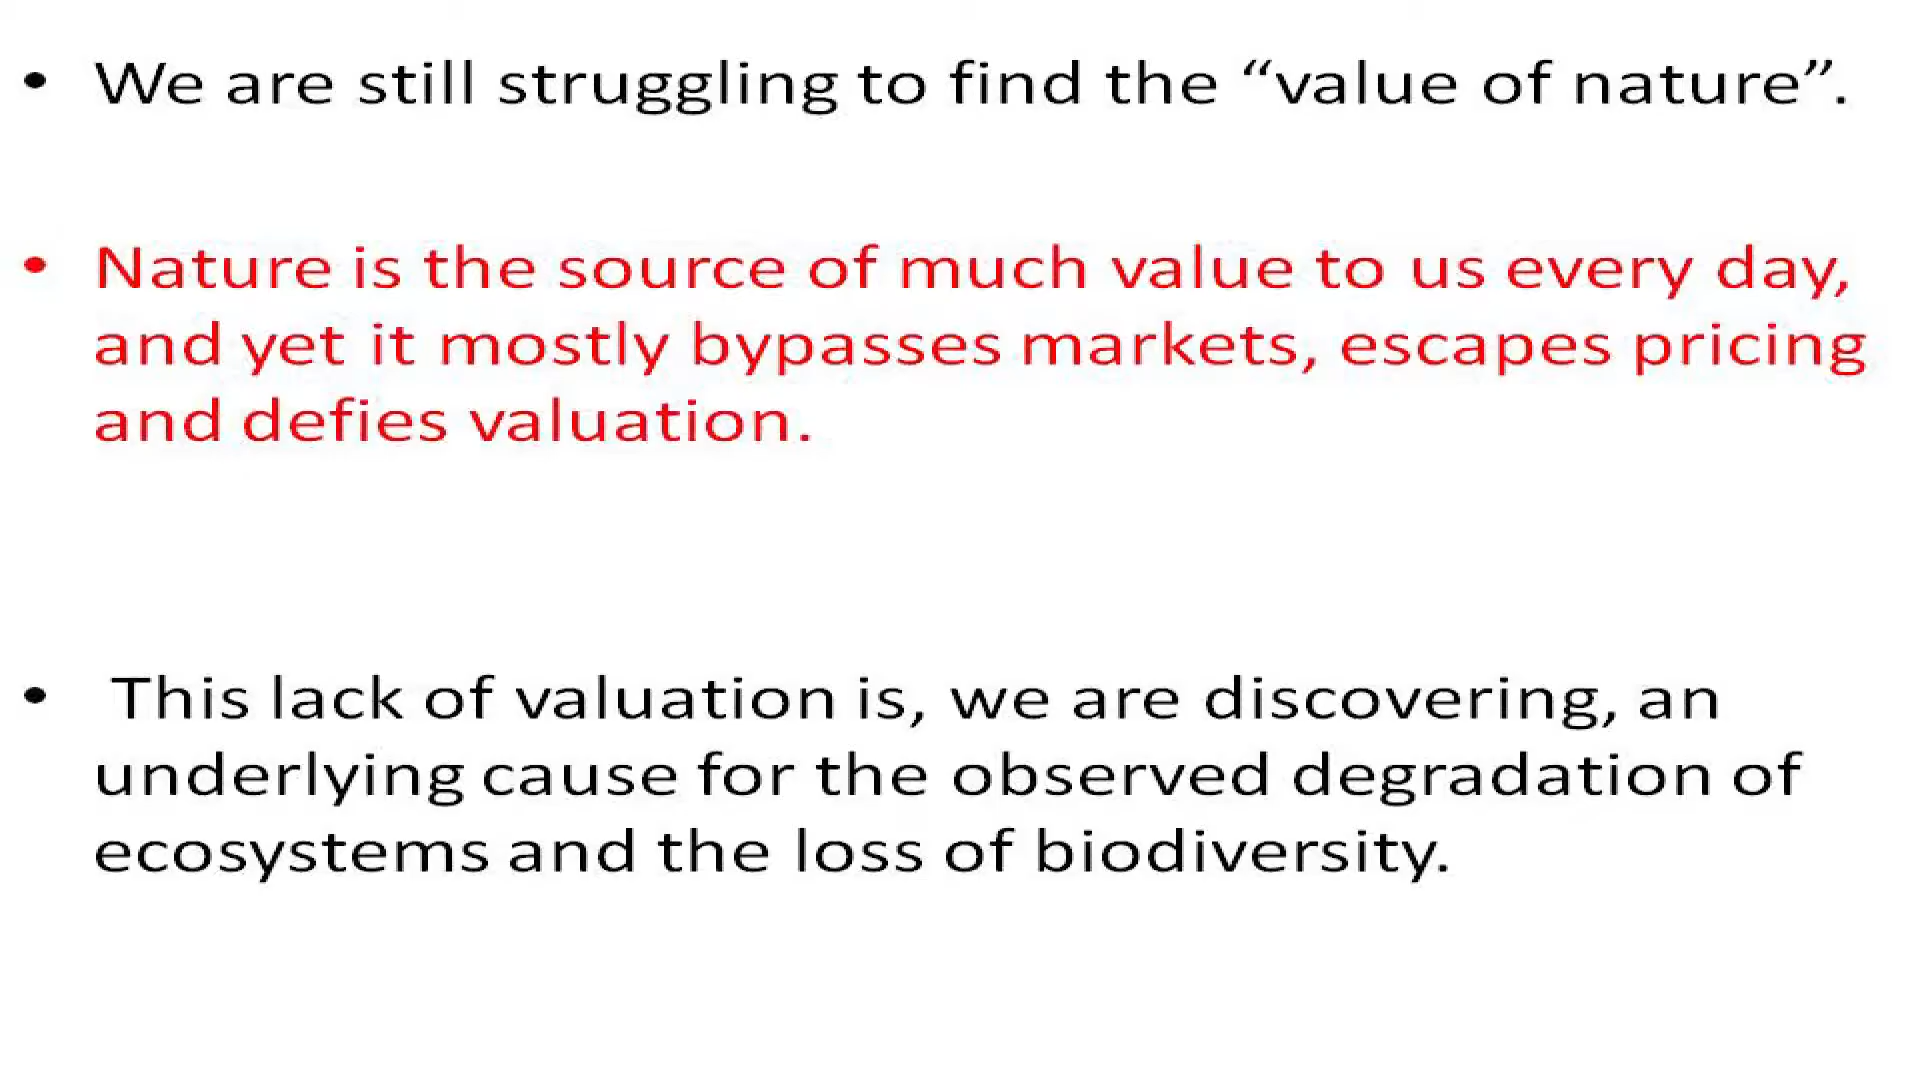 • We are still struggling to find the “value of nature”.
• Nature is the source of much value to us every day,
and yet it mostly bypasses markets, escapes pricing
and defies valuation.
• This lack of valuation is, we are discovering, an
underlying cause for the observed degradation of
ecosystems and the loss of biodiversity.